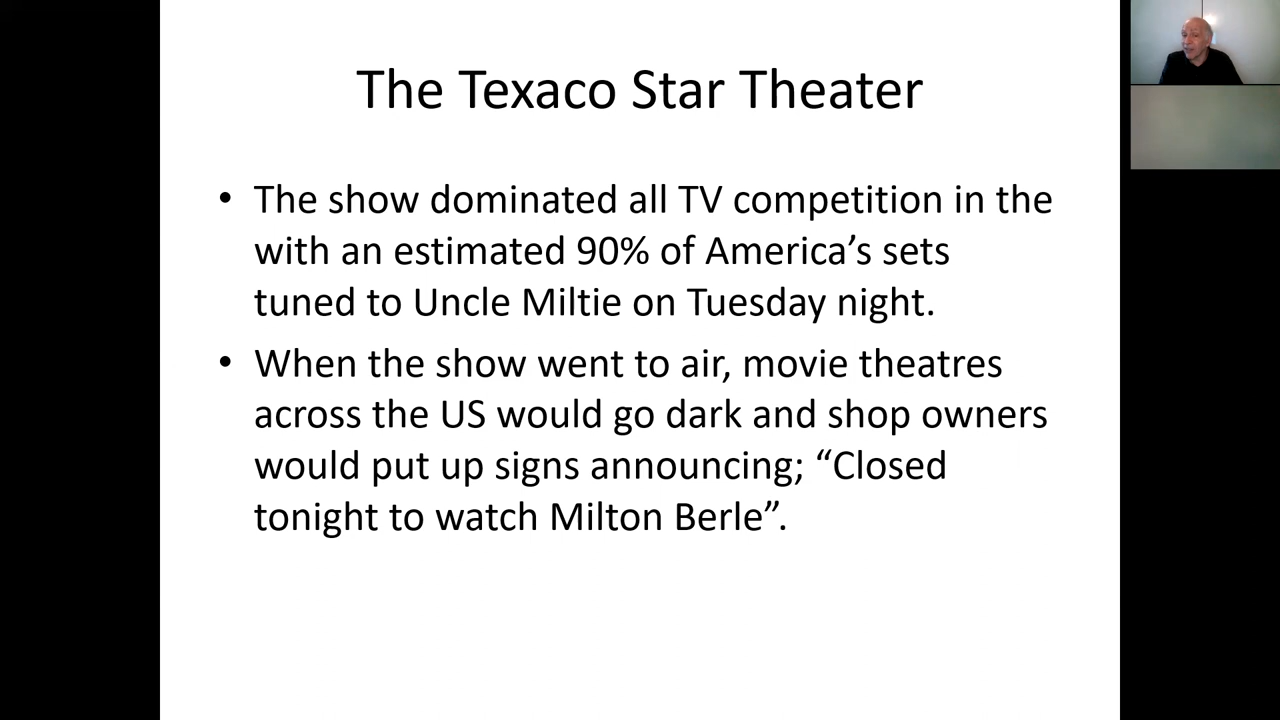 The Texaco Star Theater
• The show dominated all TV competition in the
with an estimated 90% of America’s sets
tuned to Uncle Miltie on Tuesday night.
• When the show went to air, movie theatres
across the US would go dark and shop owners
would put up signs announcing; “Closed
tonight to watch Milton Berle”.